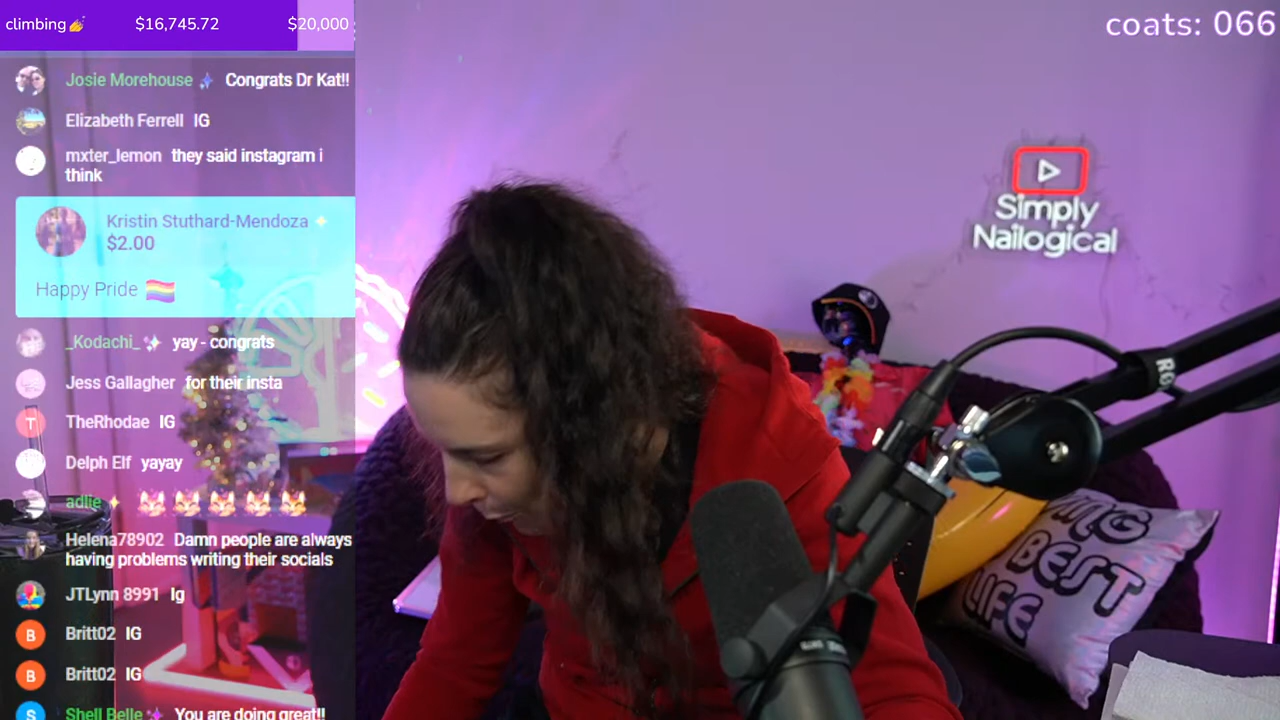 climbing💅 $16,745.72 $20,000
coats: 066
Josie Morehouse ✨ Congrats Dr Kat!!
Elizabeth Ferrell IG
mxter_lemon they said instagram i
think
Kristin Stuthard-Mendoza
$2.00
Happy Pride 🏳️‍🌈
_Kodachi_ yay - congrats
Jess Gallagher for their insta
T
TheRhodae IG
Delph Elf yayay
adlie
Helena78902 Damn people are always
having problems writing their socials
JTLynn 8991 Ig
B
Britt02 IG
B
Britt02 IG
S
Shell Belle You are doing great!!
Simply
Nailogical
BEST
LIFE